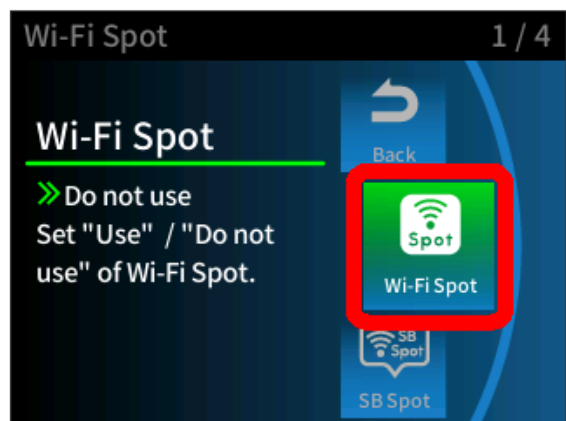 Wi-Fi Spot
1 / 4
Back
Wi-Fi Spot
Do not use
Set "Use" / "Do not
use" of Wi-Fi Spot.
Spot
Wi-Fi Spot
SB
Spot
SB Spot